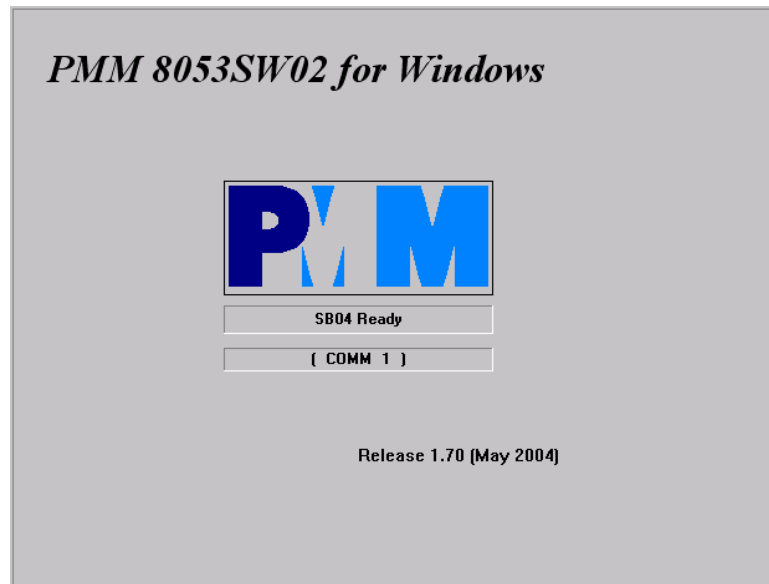 PMM 8053SW02 for Windows
PMM
SB04 Ready
( COMM 1 )
Release 1.70 (May 2004)